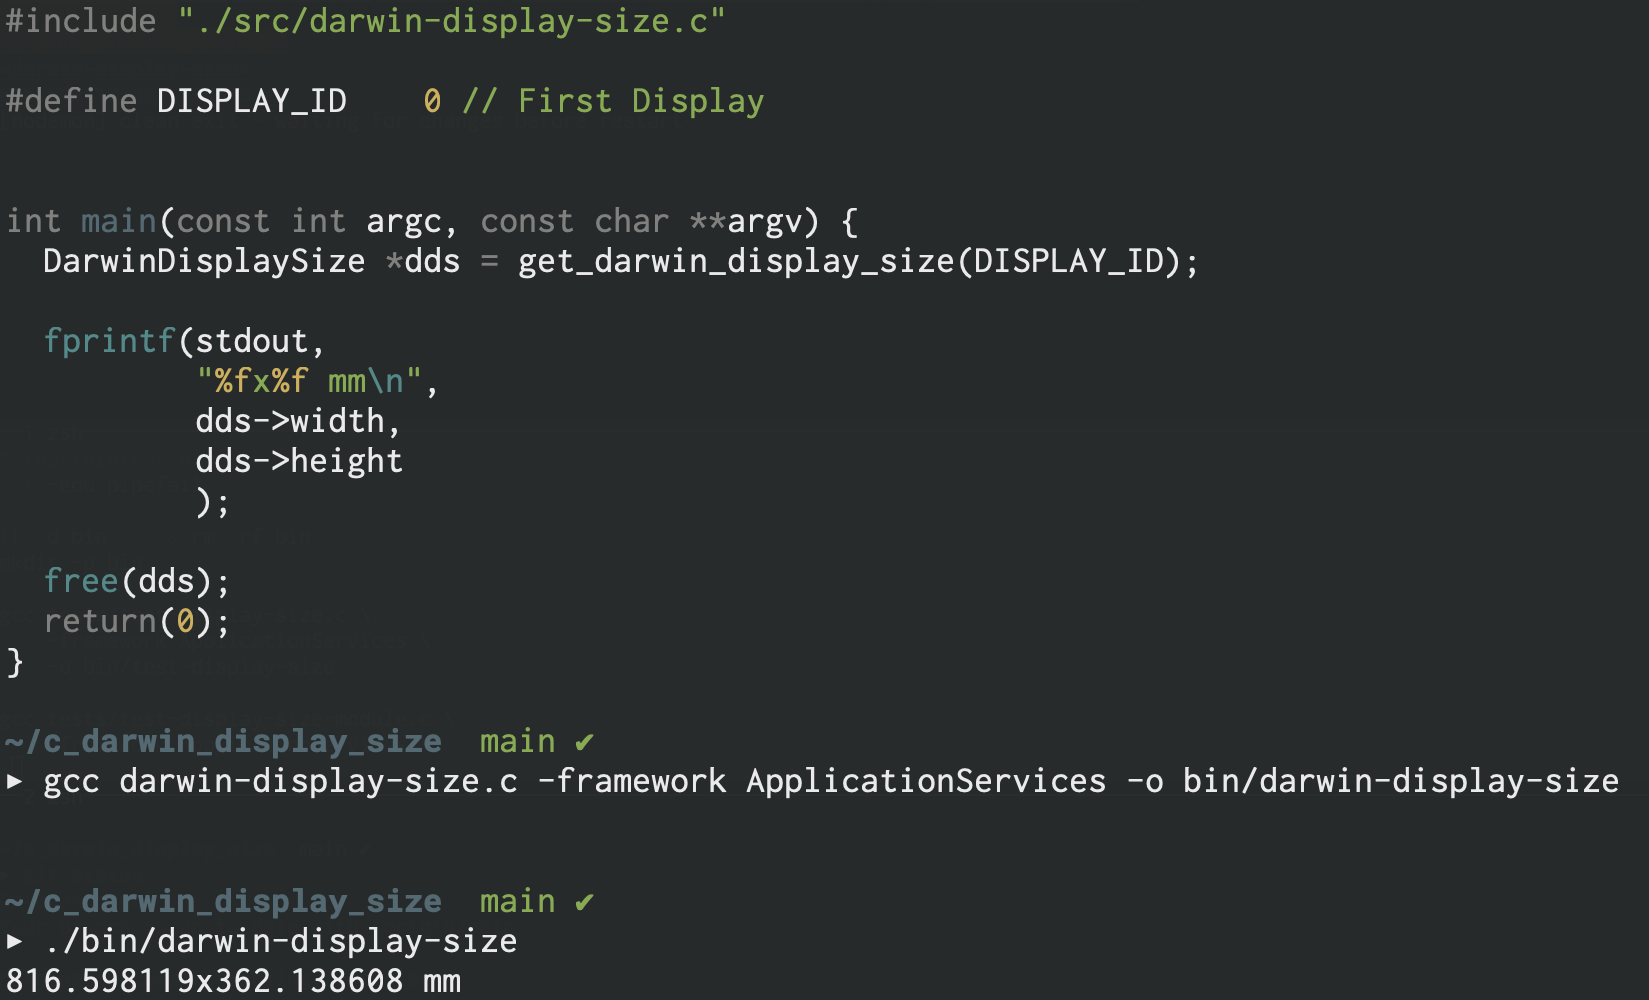 #include "./src/darwin-display-size.c"
#define DISPLAY_ID    0 // First Display
int main(const int argc, const char **argv) {
  DarwinDisplaySize *dds = get_darwin_display_size(DISPLAY_ID);
  fprintf(stdout,
          "%fx%f mm\n",
          dds->width,
          dds->height
          );
  free(dds);
  return(0);
}
~/c_darwin_display_size  main ✔
▸ gcc darwin-display-size.c -framework ApplicationServices -o bin/darwin-display-size
~/c_darwin_display_size  main ✔
▸ ./bin/darwin-display-size
816.598119x362.138608 mm